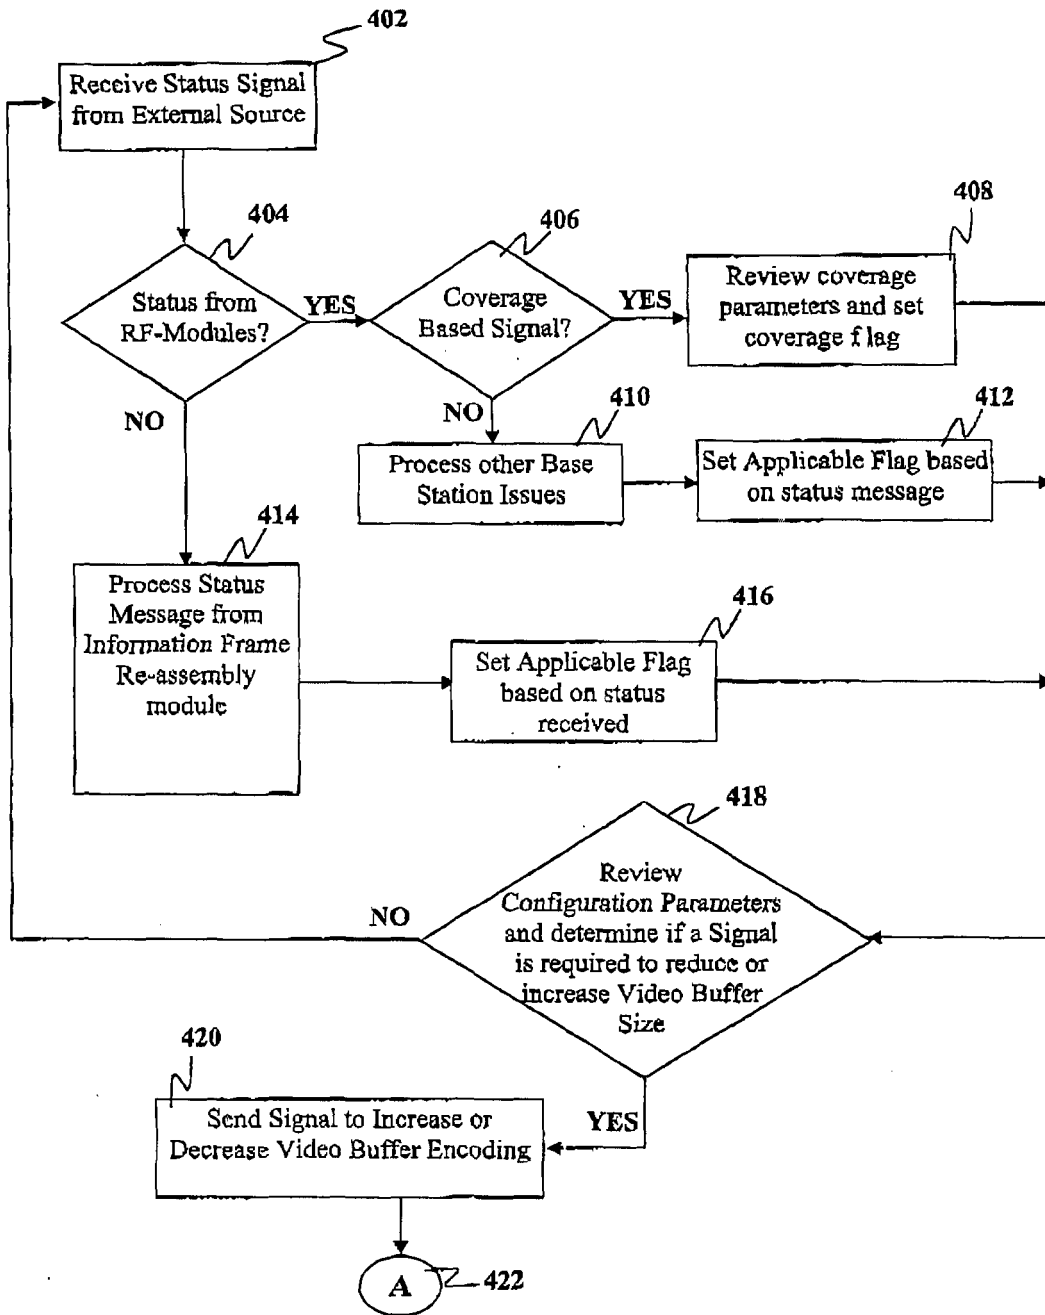 402
Receive Status Signal
from External Source
404
Status from
RF-Modules?
YES
NO
406
Coverage
Based Signal?
YES
NO
408
Review coverage
parameters and set
coverage flag
410
Process other Base
Station Issues
412
Set Applicable Flag based
on status message
414
Process Status
Message from
Information Frame
Re-assembly
module
416
Set Applicable Flag
based on status
received
418
Review
Configuration Parameters
and determine if a Signal
is required to reduce or
increase Video Buffer
Size
NO
YES
420
Send Signal to Increase or
Decrease Video Buffer Encoding
A
422